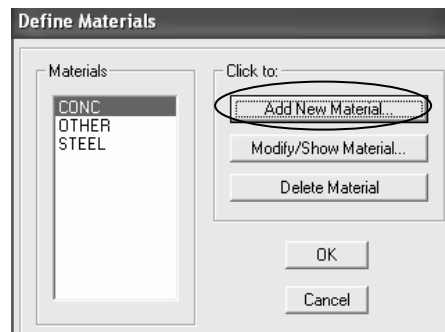 Define Materials
Materials
CONC
OTHER
STEEL
Click to:
Add New Material...
Modify/Show Material...
Delete Material
OK
Cancel